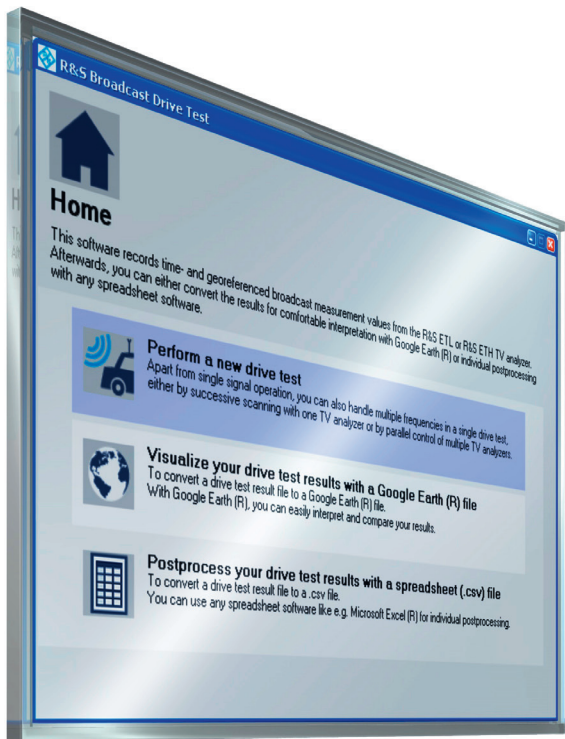 R&S Broadcast Drive Test
Home
This software records time- and georeferenced broadcast measurement values from the R&S ETL or R&S ETH TV analyzer.
Afterwards, you can either convert the results for comfortable interpretation with Google Earth (R) or individual postprocessing
with any spreadsheet software.
Perform a new drive test
Apart from single signal operation, you can also handle multiple frequencies in a single drive test,
either by successive scanning with one TV analyzer or by parallel control of multiple TV analyzers.
Visualize your drive test results with a Google Earth (R) file
To convert a drive test result file to a Google Earth (R) file.
With Google Earth (R), you can easily interpret and compare your results.
Postprocess your drive test results with a spreadsheet (.csv) file
To convert a drive test result file to a .csv file.
You can use any spreadsheet software like e.g. Microsoft Excel (R) for individual postprocessing.